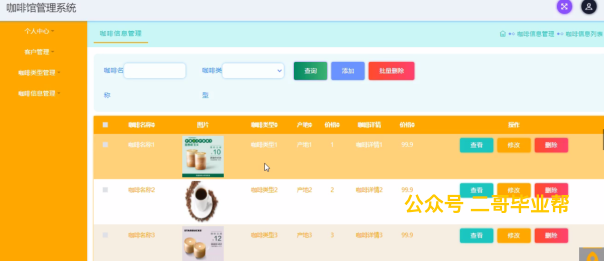 咖啡馆管理系统
个人中心
客户管理
咖啡类型管理
咖啡信息管理
咖啡信息管理
咖啡信息管理
咖啡信息列表
咖啡名称
咖啡类型
查询
添加
批量删除
咖啡名称 图片 咖啡类型 产地 价格 咖啡详情 价格 操作
咖啡名称1 咖啡类型1 产地1 1 咖啡详情1 99.9 查看 修改 删除
咖啡名称2 咖啡类型2 产地2 2 咖啡详情2 99.9 查看 修改 删除
公众号 二哥毕业帮
咖啡名称3 咖啡类型3 产地3 3 咖啡详情3 99.9 查看 修改 删除